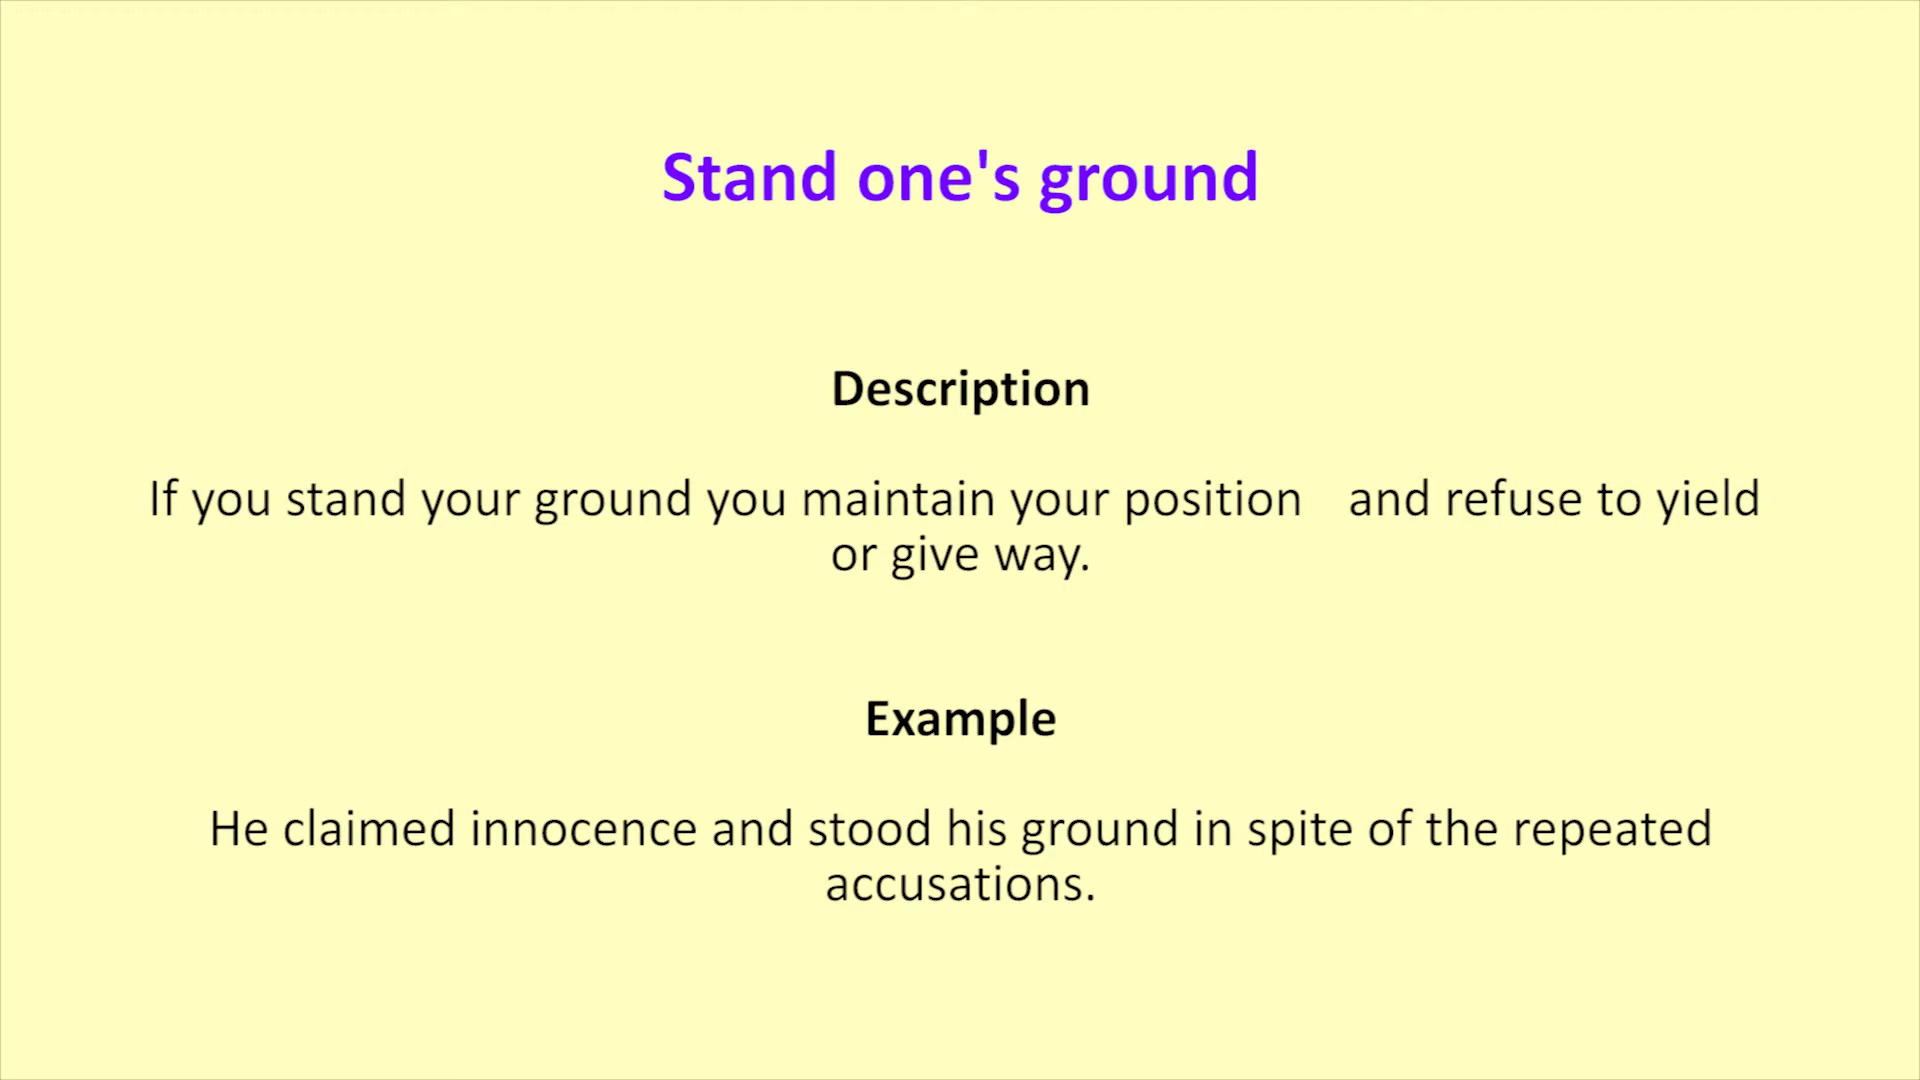 Stand one's ground
Description
If you stand your ground you maintain your position and refuse to yield
or give way.
Example
He claimed innocence and stood his ground in spite of the repeated
accusations.